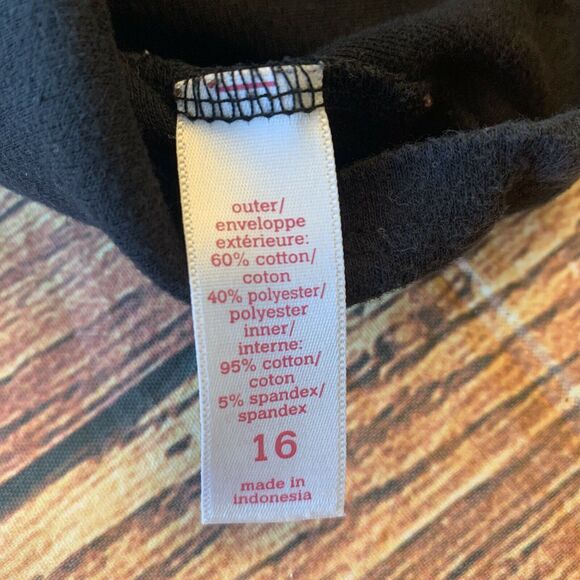 outer/
enveloppe
extérieure:
60% cotton/
coton
40% polyester/
polyester
inner/
interne:
95% cotton/
coton
5% spandex/
spandex
16
made in
indonesia